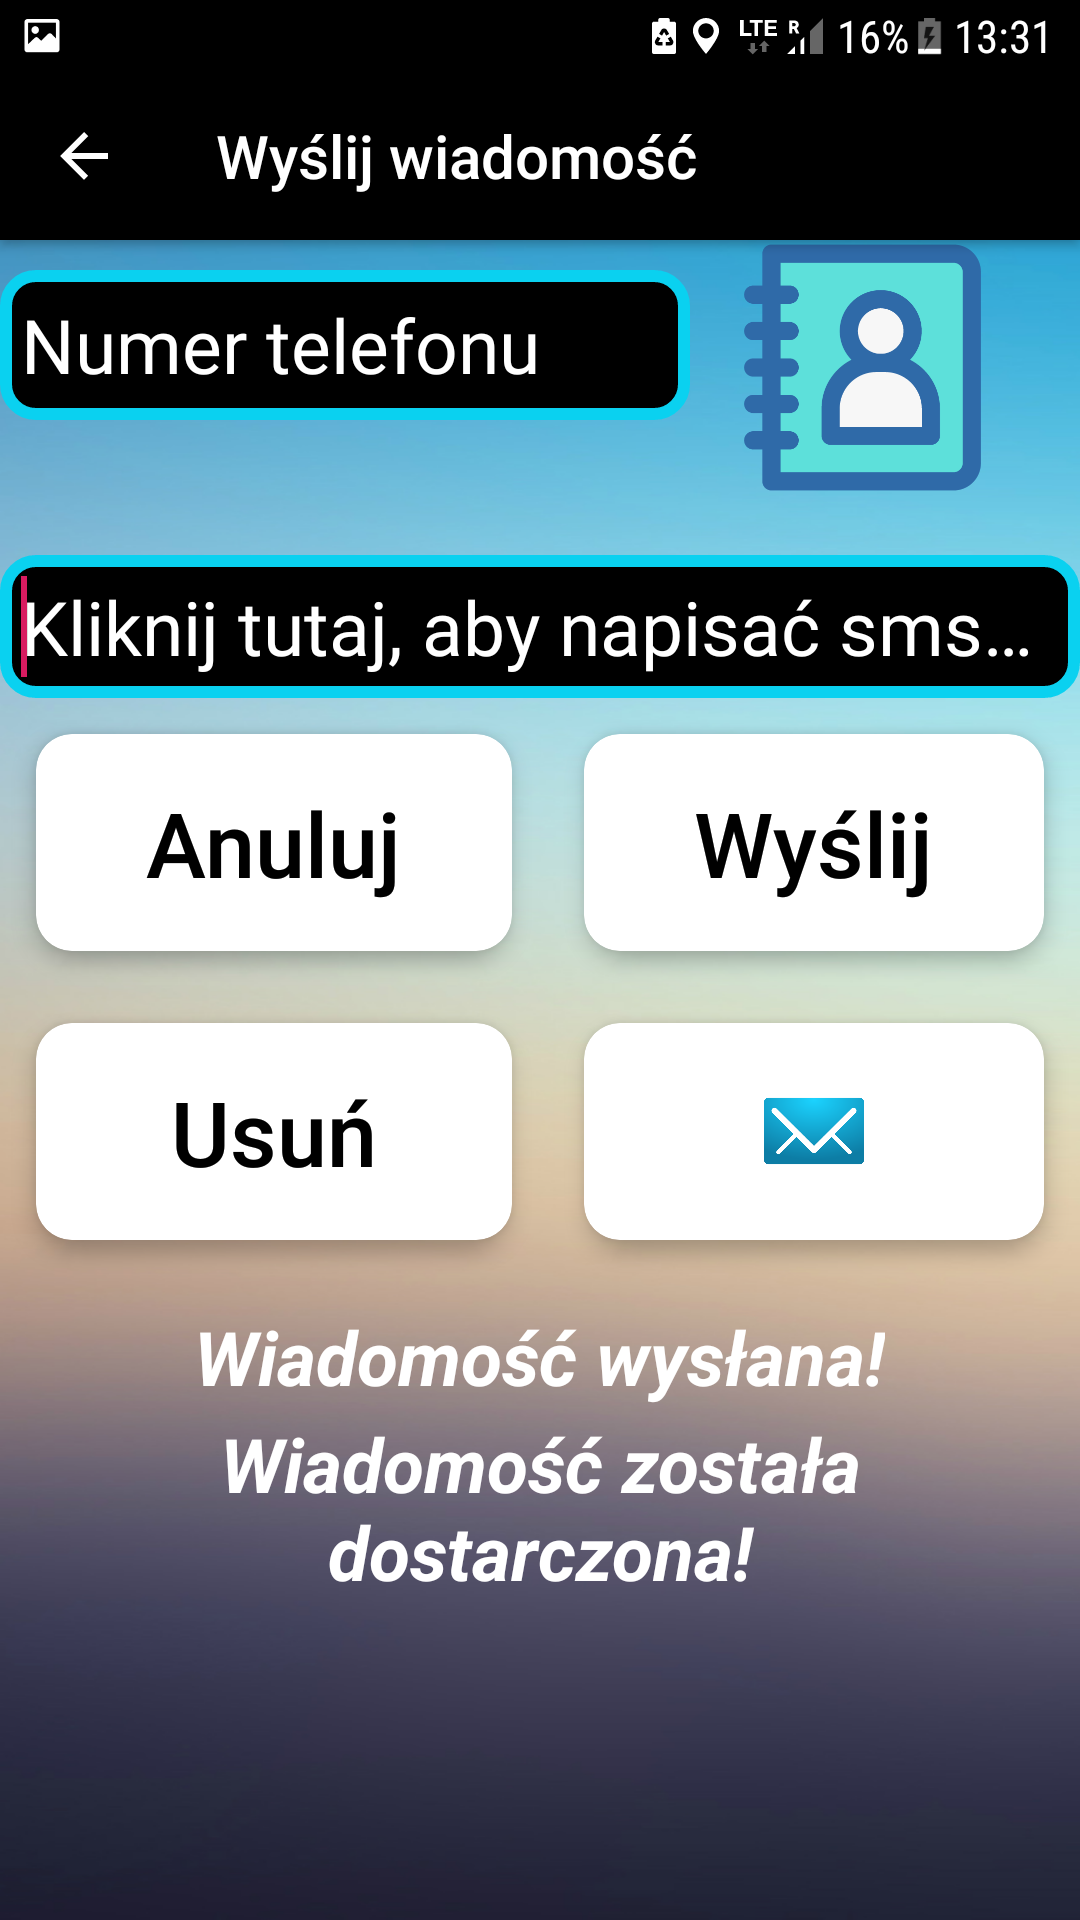 LTE R 16% 13:31
Wyślij wiadomość
Numer telefonu
Kliknij tutaj, aby napisać sms...
Anuluj Wyślij
Usuń
Wiadomość wysłana!
Wiadomość została
dostarczona!